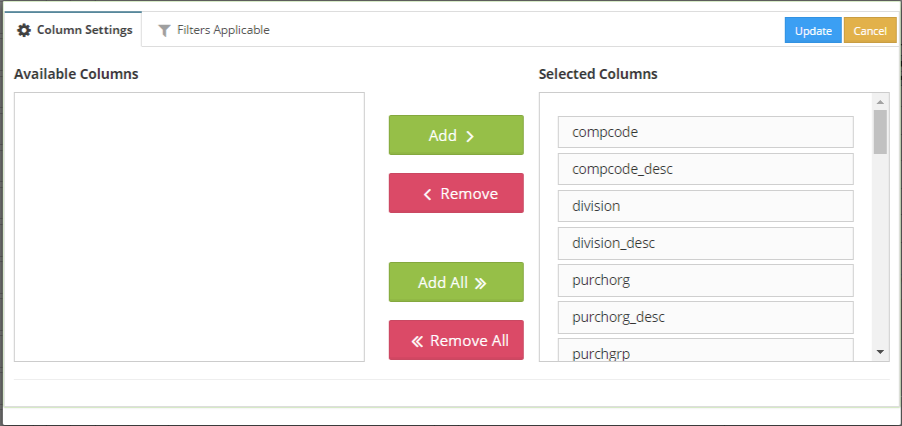 Column Settings
Filters Applicable
Update
Cancel
Available Columns
Selected Columns
Add
Remove
Add All
Remove All
compcode
compcode_desc
division
division_desc
purchorg
purchorg_desc
purchgrp